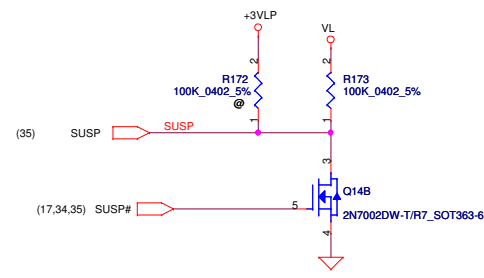 +3VLP
VL
2
2
R172
100K_0402_5%
@
R173
100K_0402_5%
1
1
(35) SUSP
SUSP
3
Q14B
(17,34,35) SUSP#
5
2N7002DW-T/R7_SOT363-6
4